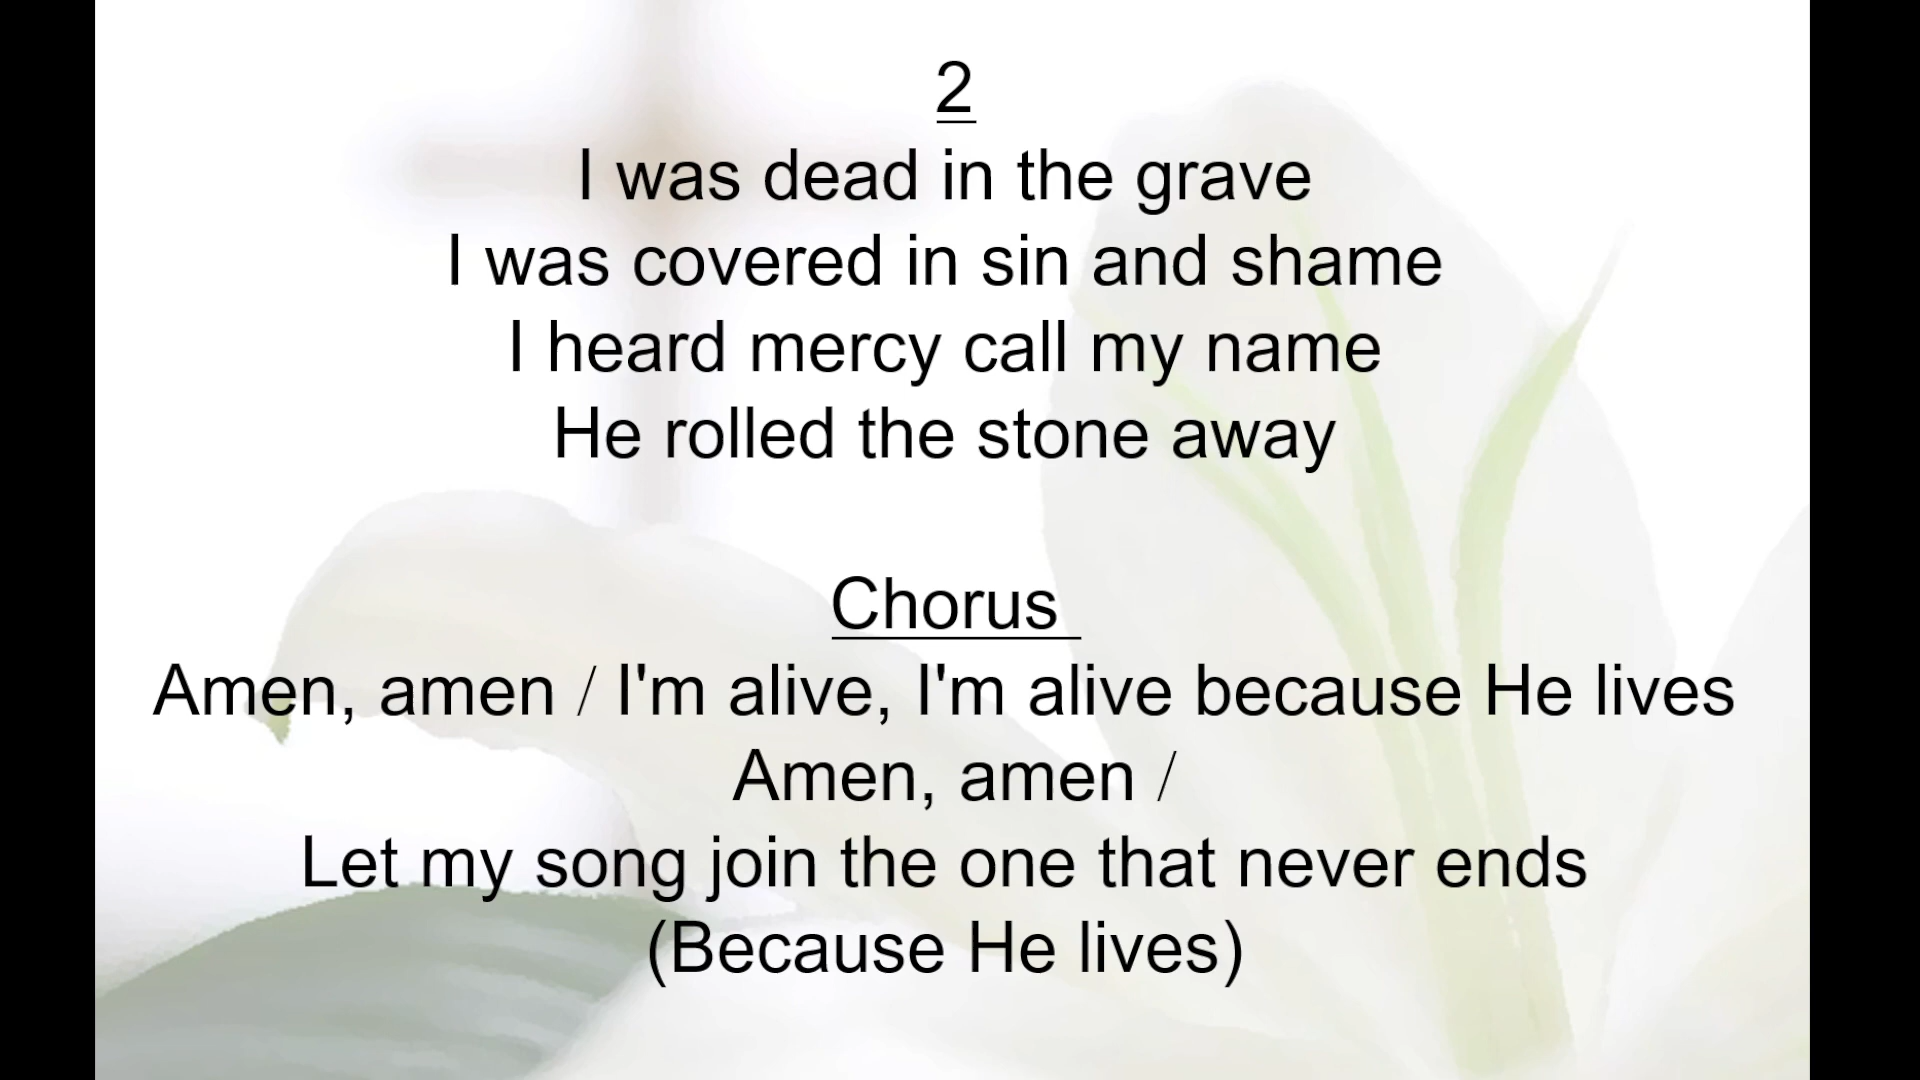 2
I was dead in the grave
I was covered in sin and shame
I heard mercy call my name
He rolled the stone away
Chorus
Amen, amen / I'm alive, I'm alive because He lives
Amen, amen /
Let my song join the one that never ends
(Because He lives)